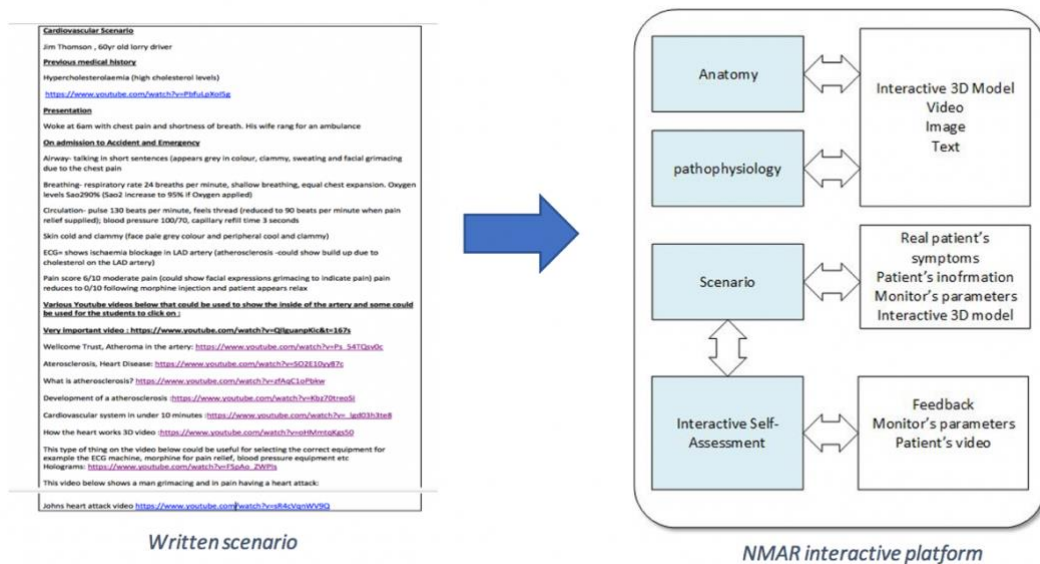 Cardiovascular Scenario
Jim Thomson , 60yr old lorry driver
Previous medical history
Hypercholesterolaemia (high cholesterol levels)
Presentation
Woke at 6am with chest pain and shortness of breath. His wife rang for an ambulance
On admission to Accident and Emergency
Airway- talking in short sentences (appears grey in colour, clammy, sweating and facial grimacing
due to the chest pain
Breathing- respiratory rate 24 breaths per minute, shallow breathing, equal chest expansion. Oxygen
levels Sao290% (Sao2 increase to 95% if Oxygen applied)
Circulation- pulse 130 beats per minute, feels thread (reduced to 90 beats per minute when pain
relief supplied); blood pressure 100/70, capillary refill time 3 seconds
Skin cold and clammy (face pale grey colour and peripheral cool and clammy)
ECG= shows ischaemia blockage in LAD artery (atherosclerosis -could show build up due to
cholesterol on the LAD artery)
Pain score 6/10 moderate pain (could show facial expressions grimacing to indicate pain) pain
reduces to 0/10 following morphine injection and patient appears relax
Various Youtube videos below that could be used to show the inside of the artery and some could
be used for the students to click on :
Very important video :
Wellcome Trust, Atheroma in the artery:
Aterosclerosis, Heart Disease:
What is atherosclerosis?
Development of a atherosclerosis :
Cardiovascular system in under 10 minutes :
How the heart works 3D video :
This type of thing on the video below could be useful for selecting the correct equipment for
example the ECG machine, morphine for pain relief, blood pressure equipment etc
Holograms:
This video below shows a man grimacing and in pain having a heart attack:
Johns heart attack video
Written scenario
Anatomy
Interactive 3D Model
Video
Image
Text
pathophysiology
Scenario
Real patient's
symptoms
Patient's inofrmation
Monitor's parameters
Interactive 3D model
Interactive Self-
Assessment
Feedback
Monitor's parameters
Patient's video
NMAR interactive platform